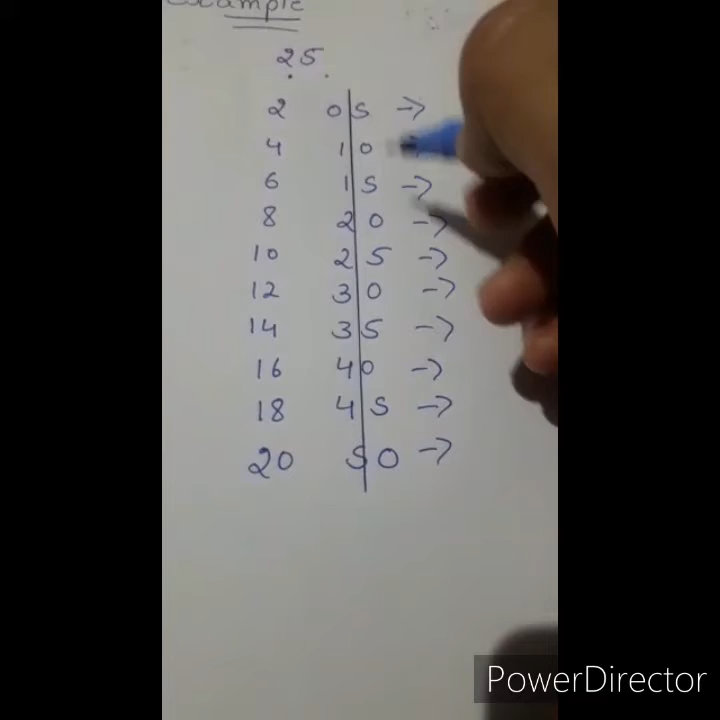 Example
25
2 05 →
4 10
6 15 →
8 20 →
10 25 →
12 30 →
14 35 →
16 40 →
18 45 →
20 50 →
PowerDirector